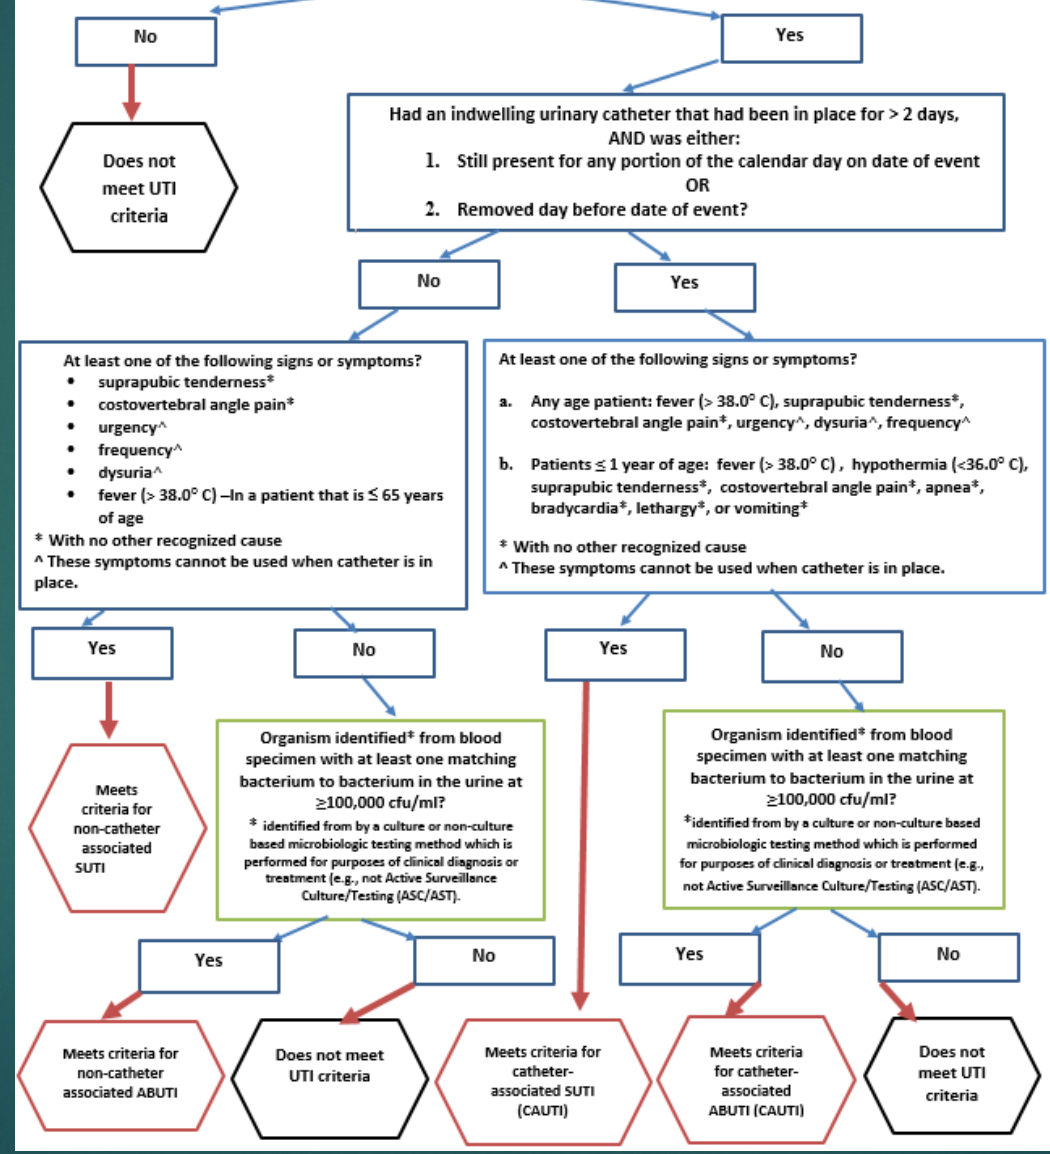 No
Yes
Does not
meet UTI
criteria
Had an indwelling urinary catheter that had been in place for > 2 days,
AND was either:
1. Still present for any portion of the calendar day on date of event
OR
2. Removed day before date of event?
No
Yes
At least one of the following signs or symptoms?
• suprapubic tenderness*
• costovertebral angle pain*
• urgency^
• frequency^
• dysuria^
• fever (> 38.0° C) –In a patient that is ≤ 65 years
of age
* With no other recognized cause
^ These symptoms cannot be used when catheter is in
place.
At least one of the following signs or symptoms?
a. Any age patient: fever (> 38.0° C), suprapubic tenderness*,
costovertebral angle pain*, urgency^, dysuria^, frequency^
b. Patients ≤ 1 year of age: fever (> 38.0° C) , hypothermia (<36.0° C),
suprapubic tenderness*, costovertebral angle pain*, apnea*,
bradycardia*, lethargy*, or vomiting*
* With no other recognized cause
^ These symptoms cannot be used when catheter is in place.
Yes
No
Yes
No
Meets
criteria for
non-catheter
associated
SUTI
Organism identified* from blood
specimen with at least one matching
bacterium to bacterium in the urine at
≥100,000 cfu/ml?
* identified from by a culture or non-culture
based microbiologic testing method which is
performed for purposes of clinical diagnosis or
treatment (e.g., not Active Surveillance
Culture/Testing (ASC/AST).
Organism identified* from blood
specimen with at least one matching
bacterium to bacterium in the urine at
≥100,000 cfu/ml?
*identified from by a culture or non-culture based
microbiologic testing method which is performed
for purposes of clinical diagnosis or treatment (e.g.,
not Active Surveillance Culture/Testing (ASC/AST).
Yes
No
Yes
No
Meets criteria for
non-catheter
associated ABUTI
Does not meet
UTI criteria
Meets criteria for
catheter-
associated SUTI
(CAUTI)
Meets criteria
for catheter-
associated
ABUTI (CAUTI)
Does not
meet UTI
criteria